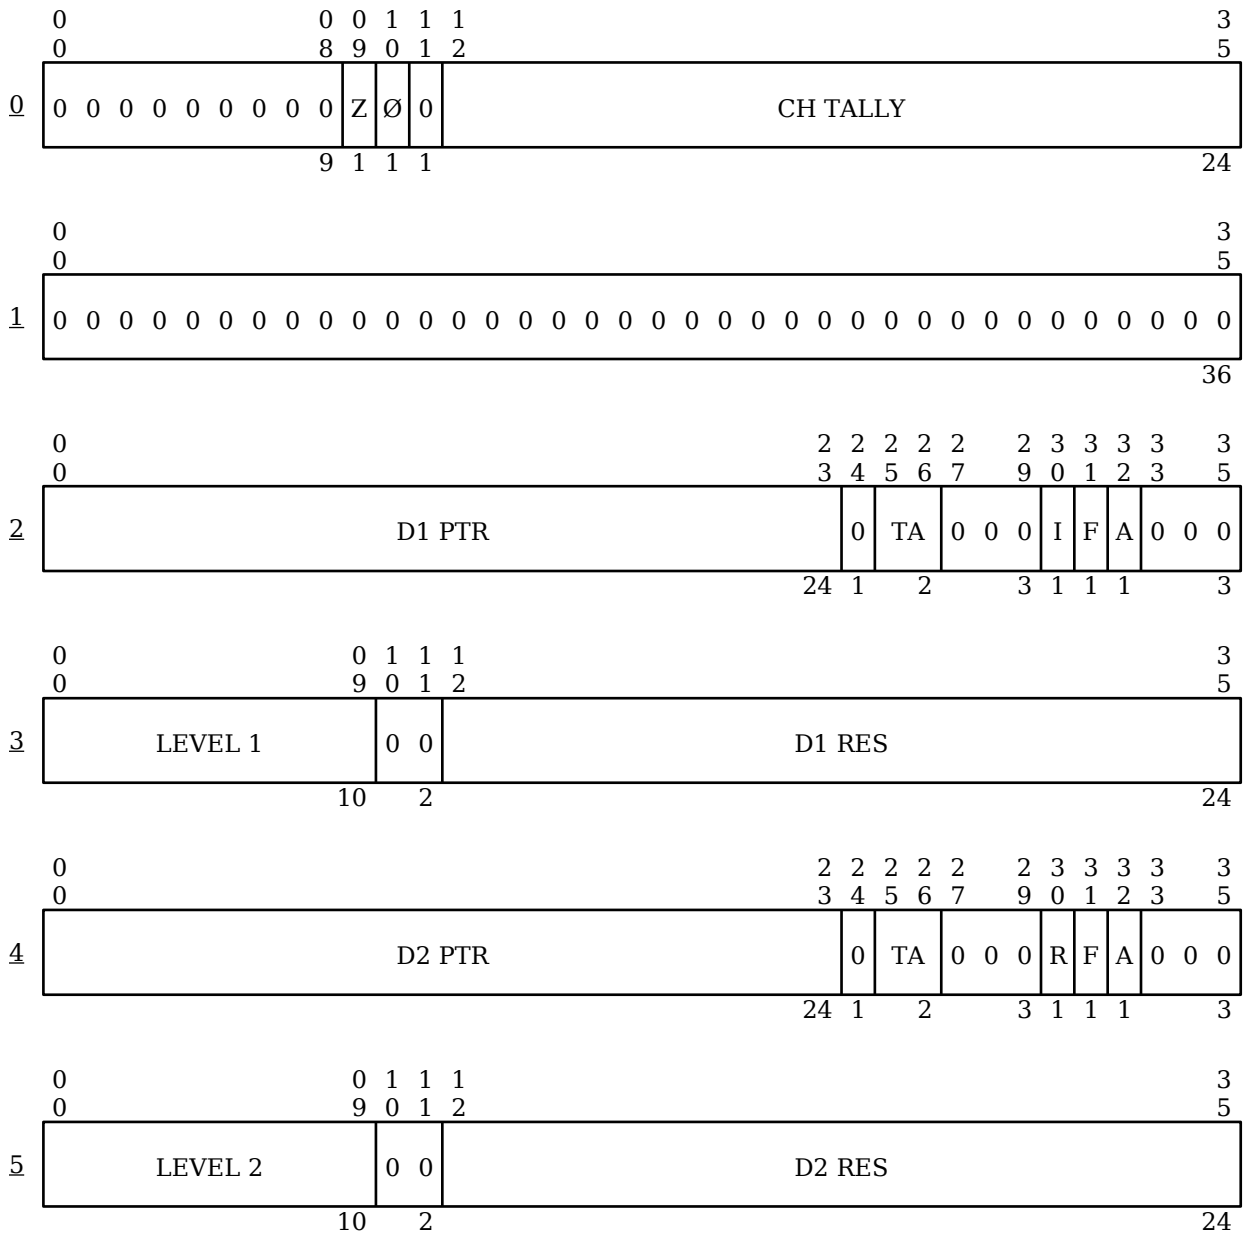 0 0 0 1 1 1 3
0 8 9 0 1 2 5
0 0 0 0 0 0 0 0 0 0 Z Ø 0 CH TALLY
9 1 1 1 24
0 3
0 5
1 0 0 0 0 0 0 0 0 0 0 0 0 0 0 0 0 0 0 0 0 0 0 0 0 0 0 0 0 0 0 0 0 0 0 0 0
36
0 2 2 2 2 2 2 3 3 3 3 3
0 3 4 5 6 7 9 0 1 2 3 5
2 D1 PTR 0 TA 0 0 0 I F A 0 0 0
24 1 2 3 1 1 1 3
0 0 1 1 1 3
0 9 0 1 2 5
3 LEVEL 1 0 0 D1 RES
10 2 24
0 2 2 2 2 2 2 3 3 3 3 3
0 3 4 5 6 7 9 0 1 2 3 5
4 D2 PTR 0 TA 0 0 0 R F A 0 0 0
24 1 2 3 1 1 1 3
0 0 1 1 1 3
0 9 0 1 2 5
5 LEVEL 2 0 0 D2 RES
10 2 24